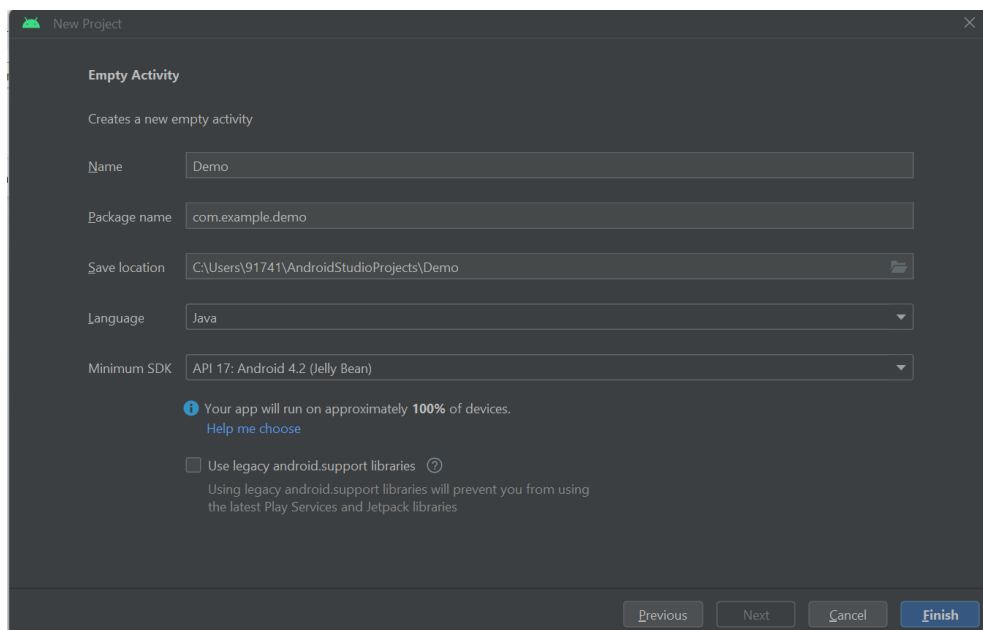 New Project
Empty Activity
Creates a new empty activity
Name Demo
Package name com.example.demo
Save location C:\Users\91741\AndroidStudioProjects\Demo
Language Java
Minimum SDK API 17: Android 4.2 (Jelly Bean)
Your app will run on approximately 100% of devices.
Help me choose
Use legacy android.support libraries ?
Using legacy android.support libraries will prevent you from using
the latest Play Services and Jetpack libraries
Previous Next Cancel Finish